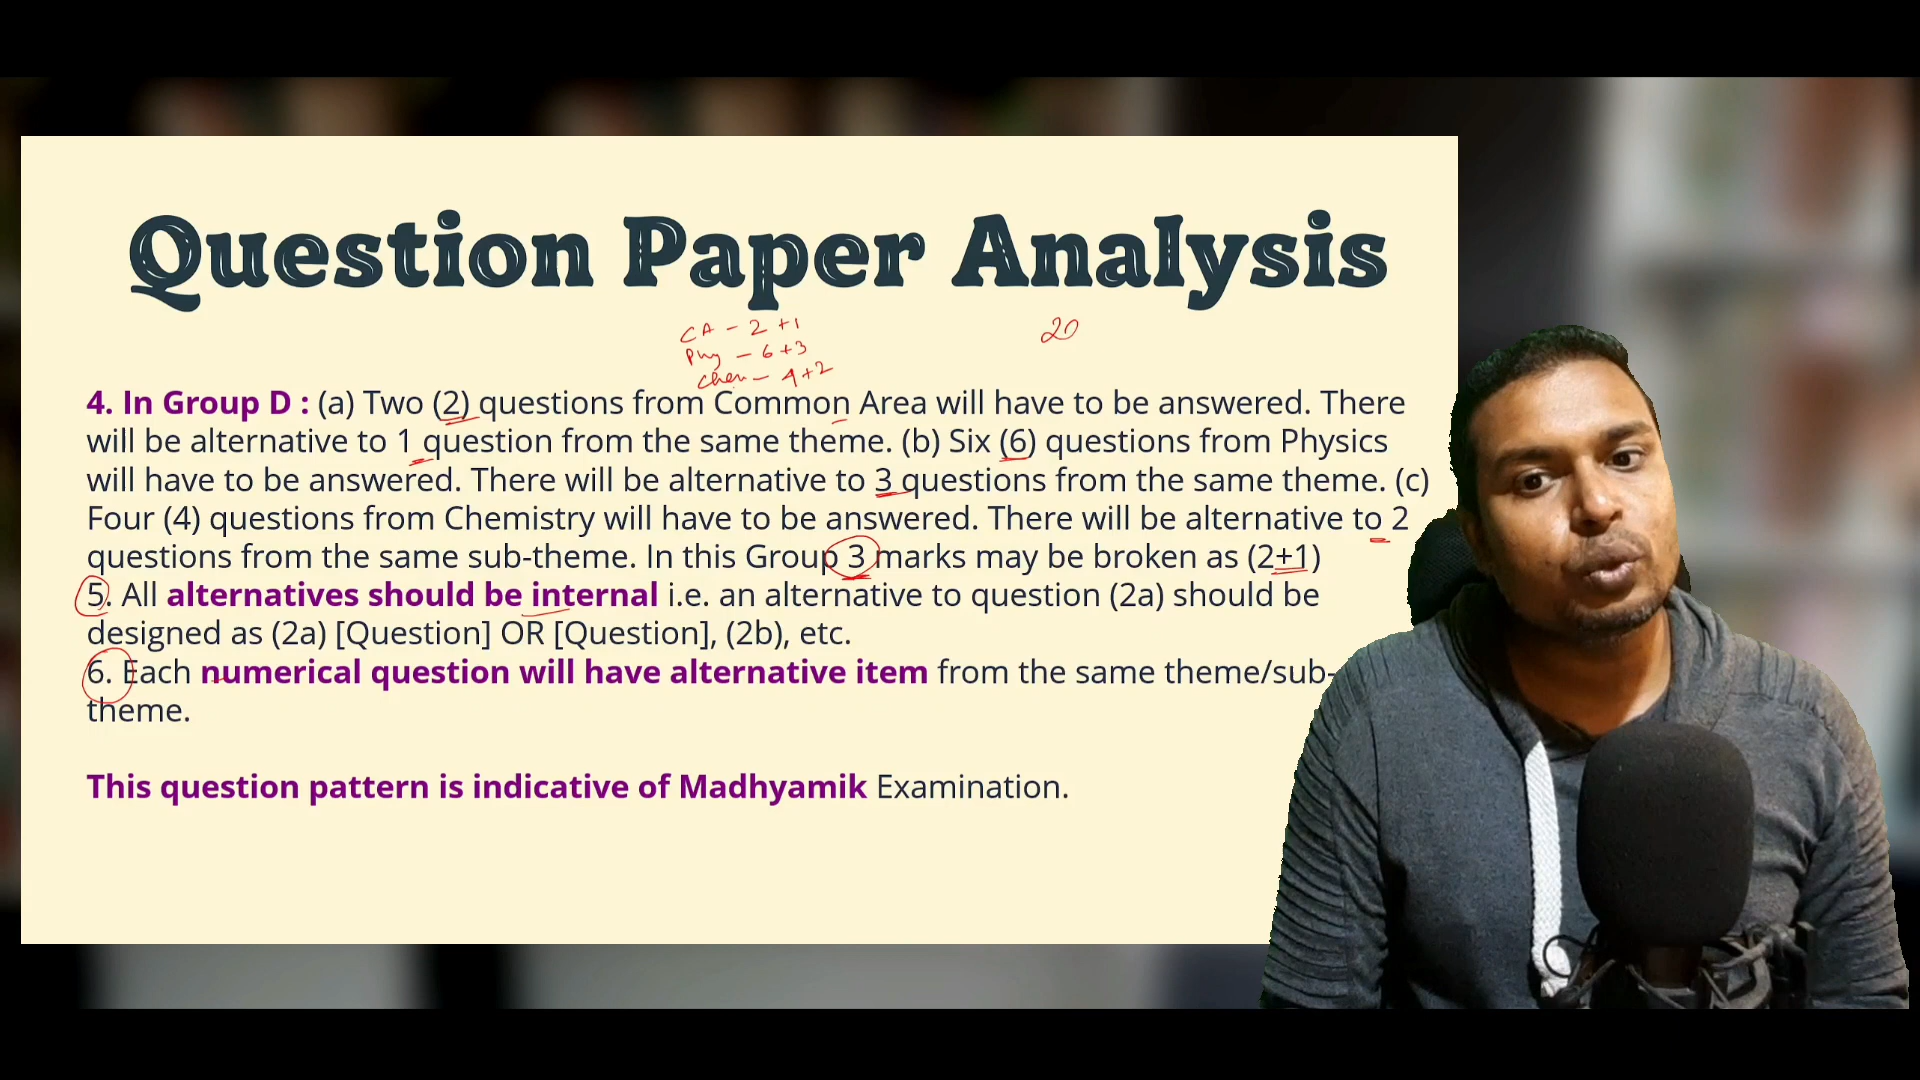 Question Paper Analysis
CA - 2 +1
20
Phy - 6 +3
Chem - 4+2
4. In Group D : (a) Two (2) questions from Common Area will have to be answered. There
will be alternative to 1 question from the same theme. (b) Six (6) questions from Physics
will have to be answered. There will be alternative to 3 questions from the same theme. (c)
Four (4) questions from Chemistry will have to be answered. There will be alternative to 2
questions from the same sub-theme. In this Group 3 marks may be broken as (2+1)
5. All alternatives should be internal i.e. an alternative to question (2a) should be
designed as (2a) [Question] OR [Question], (2b), etc.
6. Each numerical question will have alternative item from the same theme/sub-
theme.
This question pattern is indicative of Madhyamik Examination.